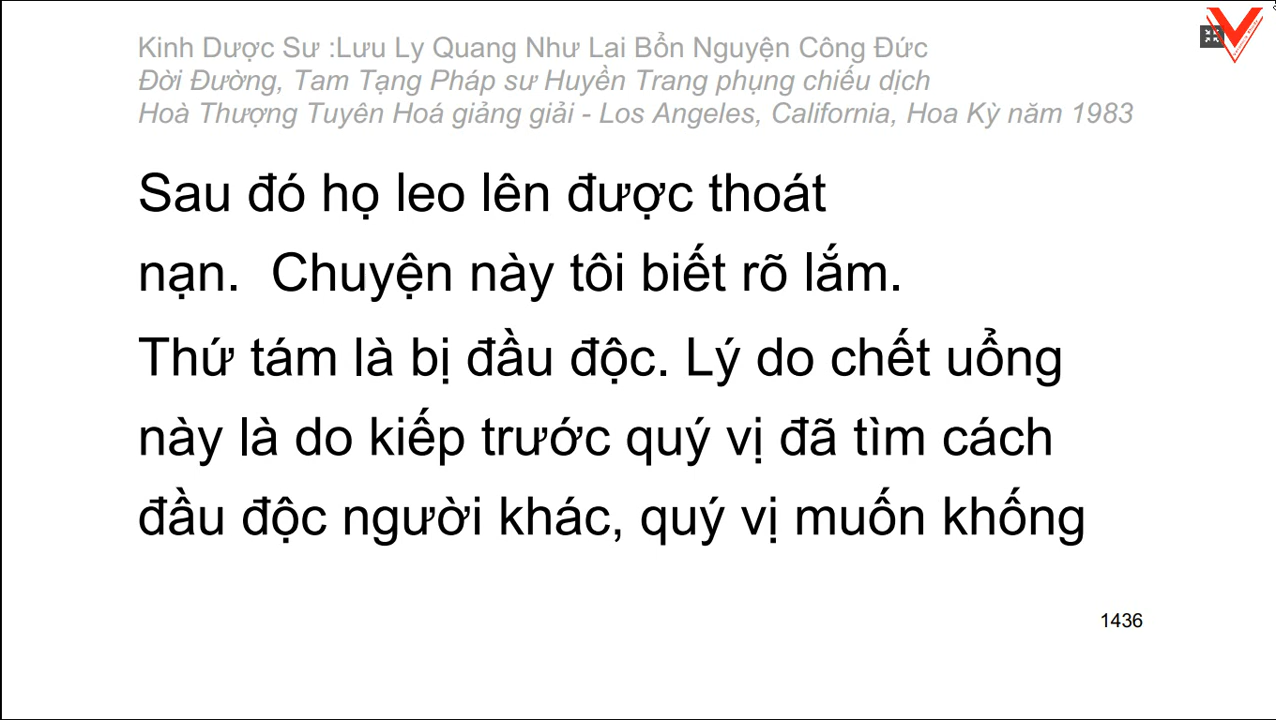 Kinh Dược Sư :Lưu Ly Quang Như Lai Bổn Nguyện Công Đức
Đời Đường, Tam Tạng Pháp sư Huyền Trang phụng chiếu dịch
Hoà Thượng Tuyên Hoá giảng giải - Los Angeles, California, Hoa Kỳ năm 1983
Sau đó họ leo lên được thoát
nạn.  Chuyện này tôi biết rõ lắm.
Thứ tám là bị đầu độc. Lý do chết uổng
này là do kiếp trước quý vị đã tìm cách
đầu độc người khác, quý vị muốn khống
1436